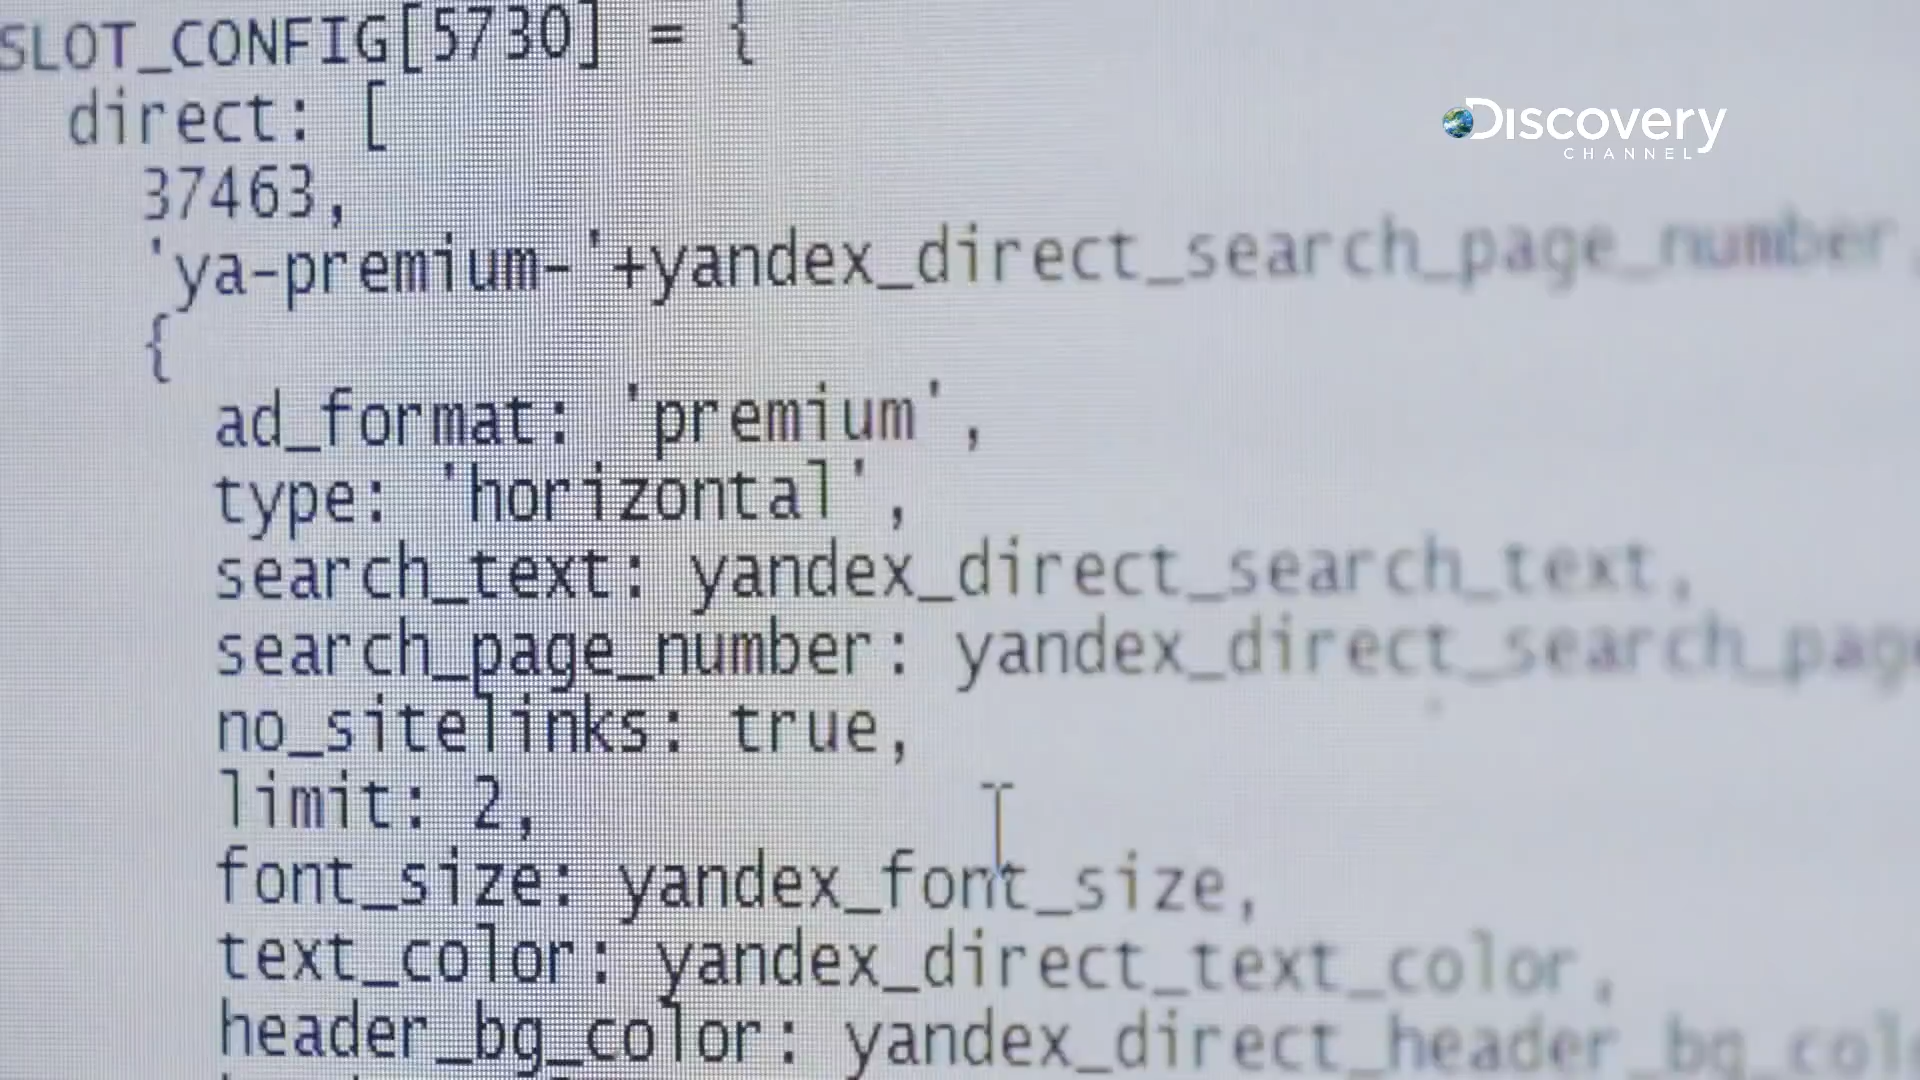 SLOT_CONFIG[5730] = {
direct: [
Discovery
CHANNEL
37463,
'ya-premium-'+yandex_direct_search_page_number,
{
ad_format: 'premium',
type: 'horizontal',
search_text: yandex_direct_search_text,
search_page_number: yandex_direct_search_page
no_sitelinks: true,
limit: 2,
font_size: yandex_font_size,
text_color: yandex_direct_text_color,
header_bg_color: yandex_direct_header_bg_col